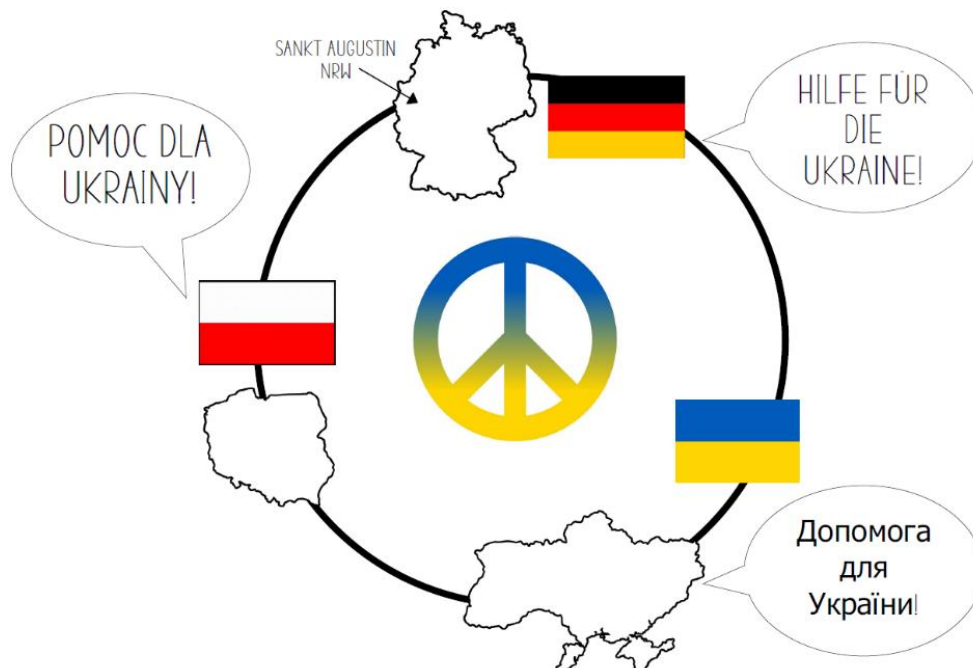 SANKT AUGUSTIN
NRW
HILFE FÜR
DIE
UKRAINE!
POMOC DLA
UKRAINY!
Допомога
для
України!